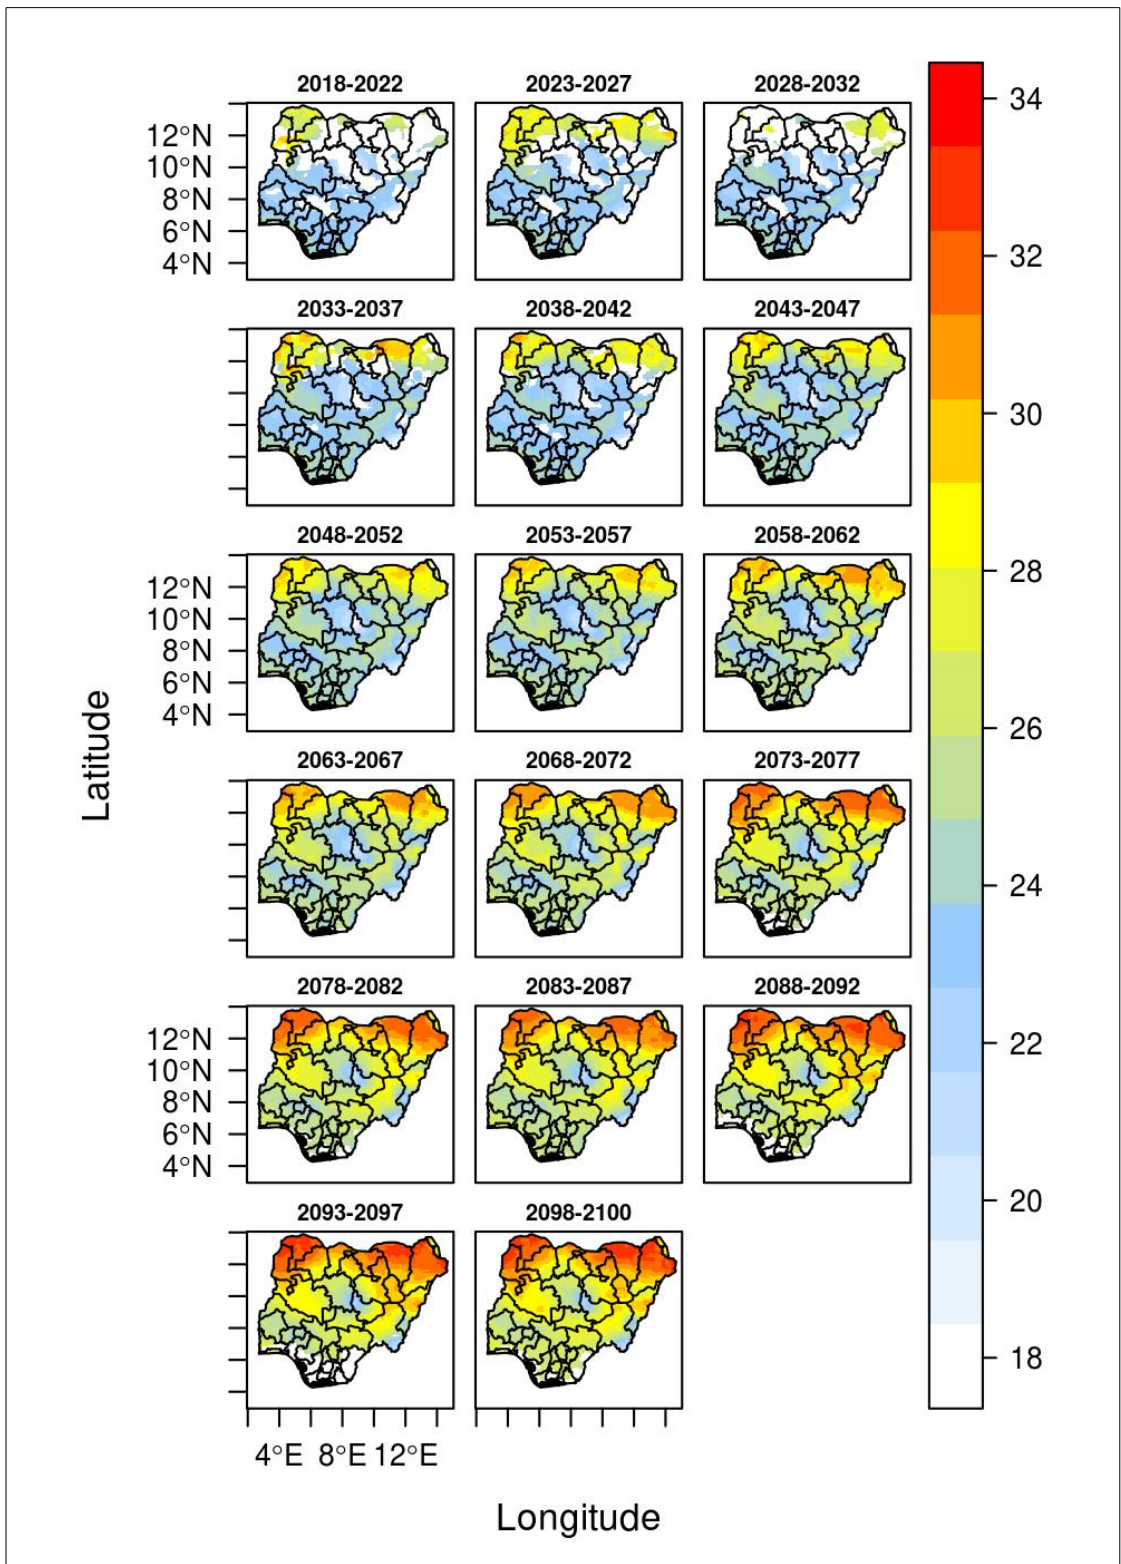 2018-2022 2023-2027 2028-2032
12°N
10°N
8°N
6°N
4°N
2033-2037 2038-2042 2043-2047
2048-2052 2053-2057 2058-2062
12°N
10°N
8°N
6°N
4°N
2063-2067 2068-2072 2073-2077
2078-2082 2083-2087 2088-2092
12°N
10°N
8°N
6°N
4°N
2093-2097 2098-2100
4°E 8°E 12°E
Latitude
Longitude
34
32
30
28
26
24
22
20
18